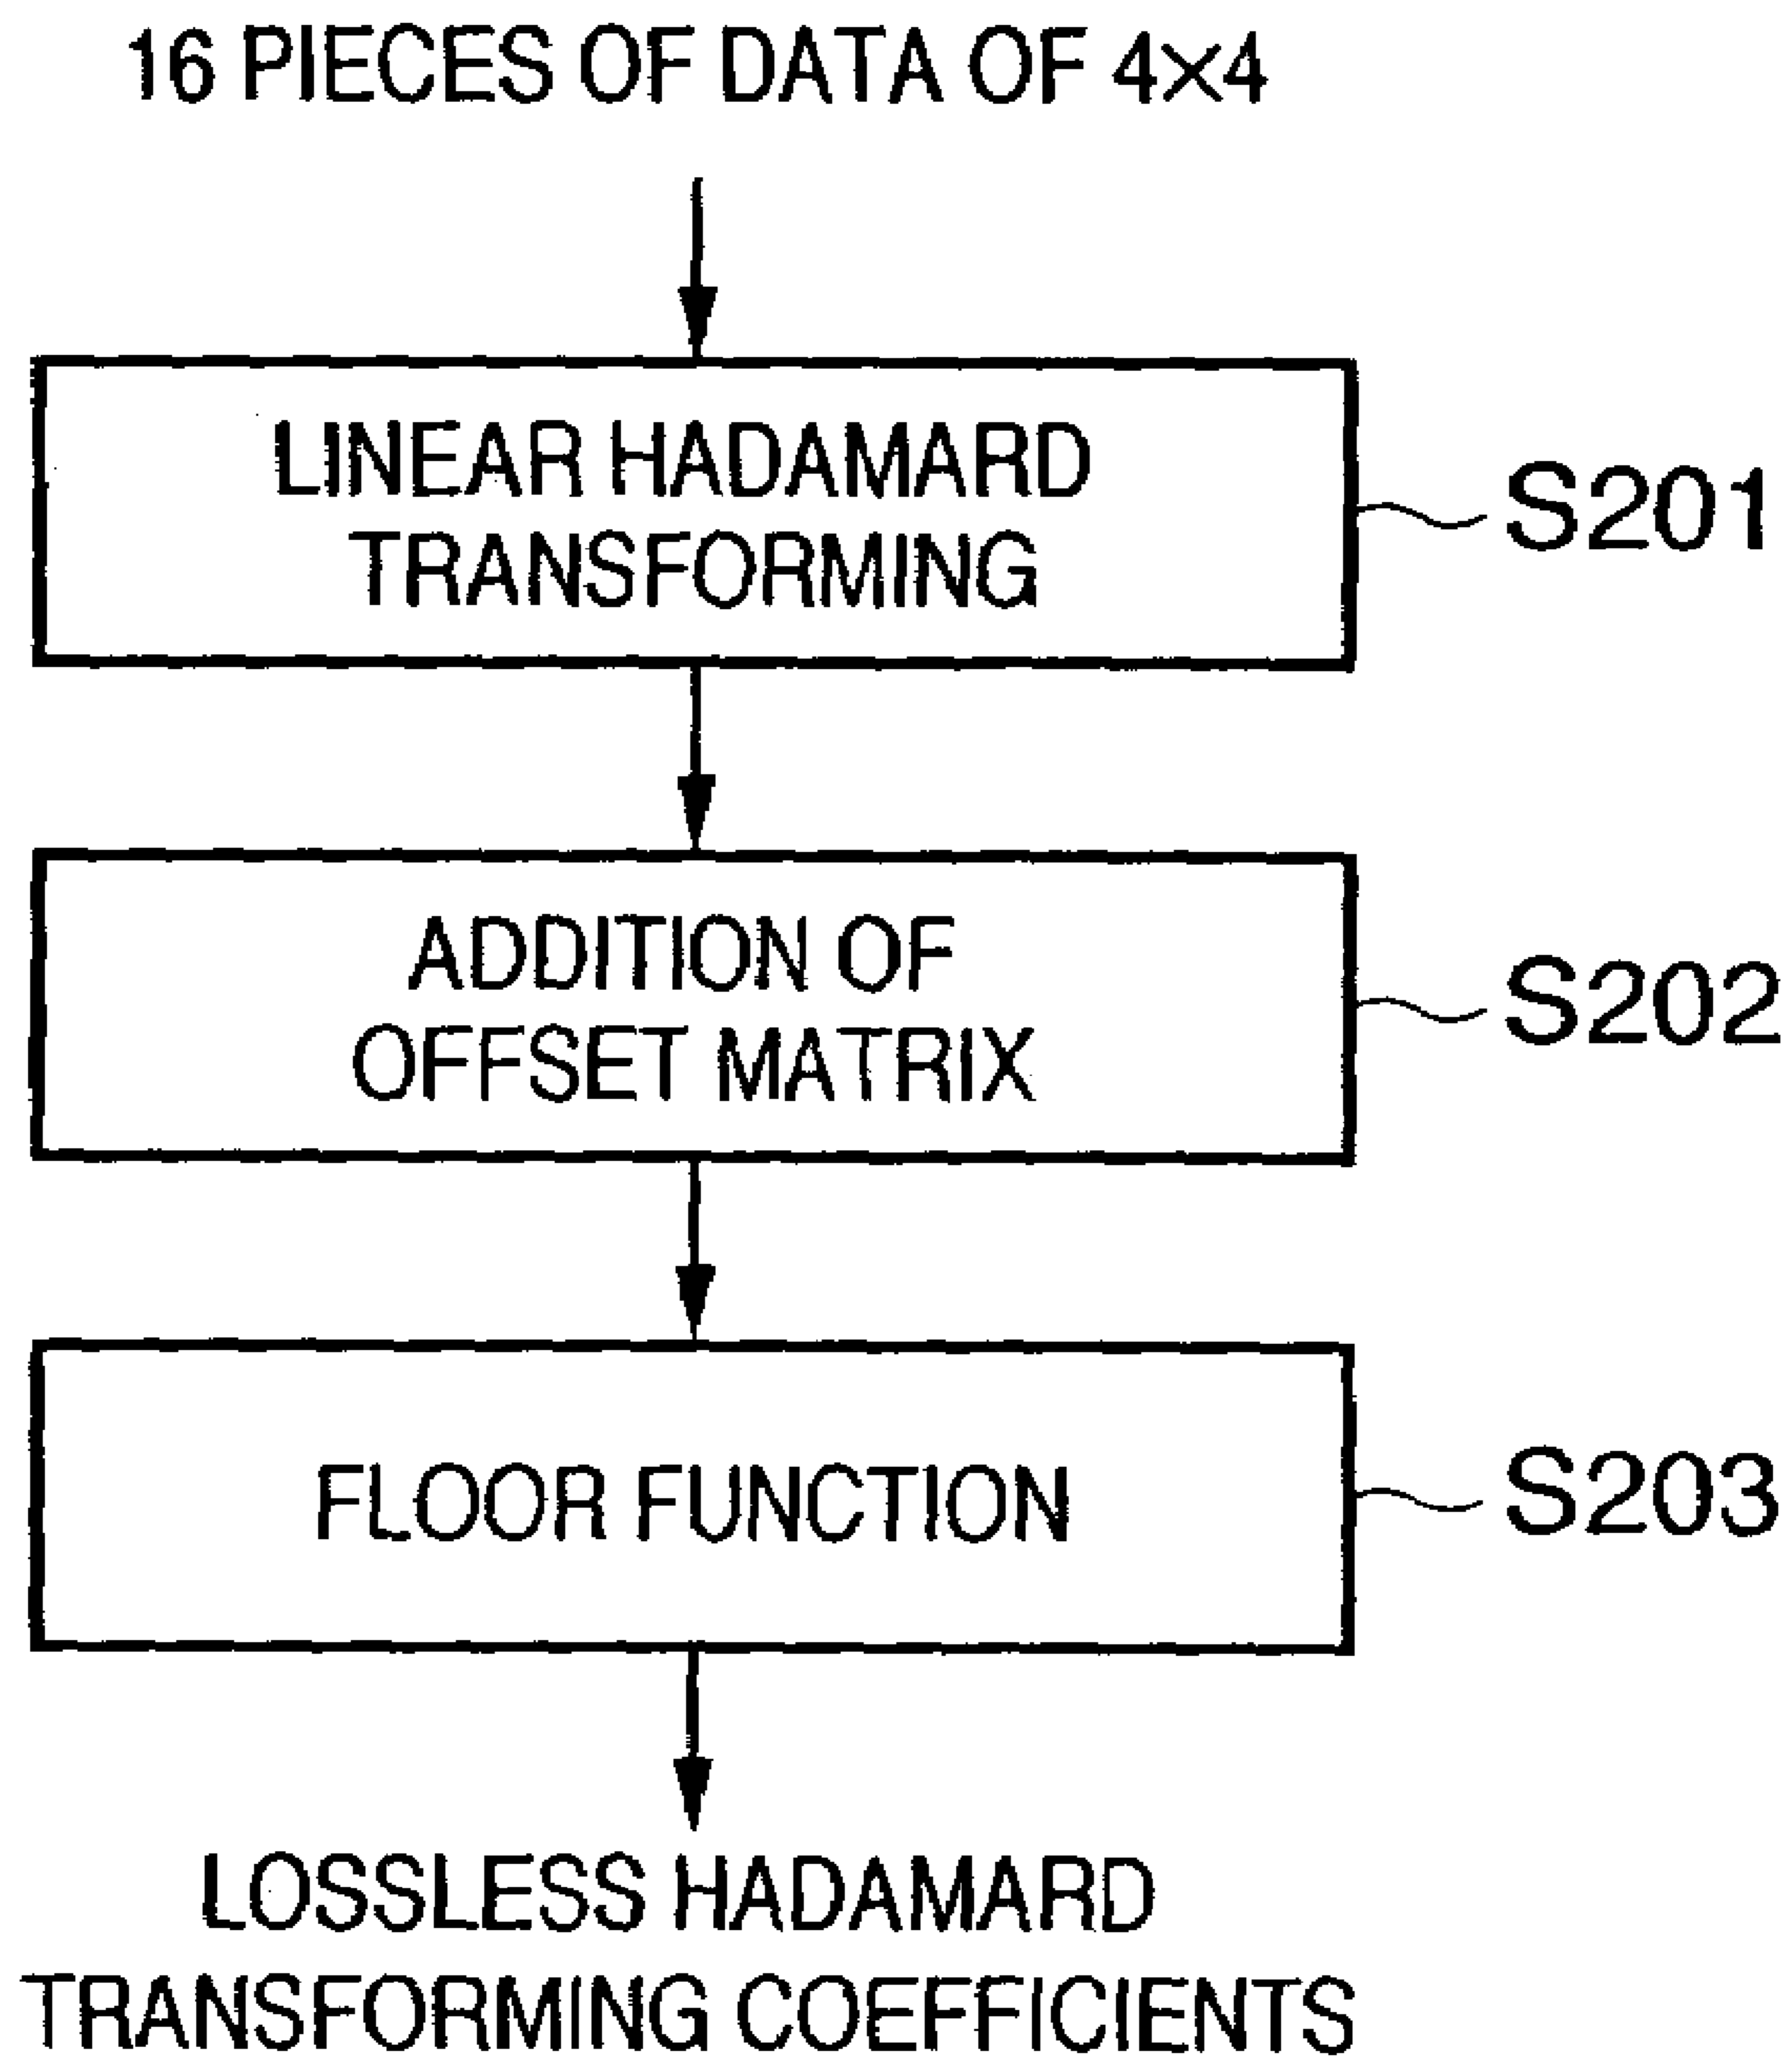 16 PIECES OF DATA OF 4×4
LINEAR HADAMARD
TRANSFORMING
S201
ADDITION OF
OFFSET MATRIX
S202
FLOOR FUNCTION
S203
LOSSLESS HADAMARD
TRANSFORMING COEFFICIENTS